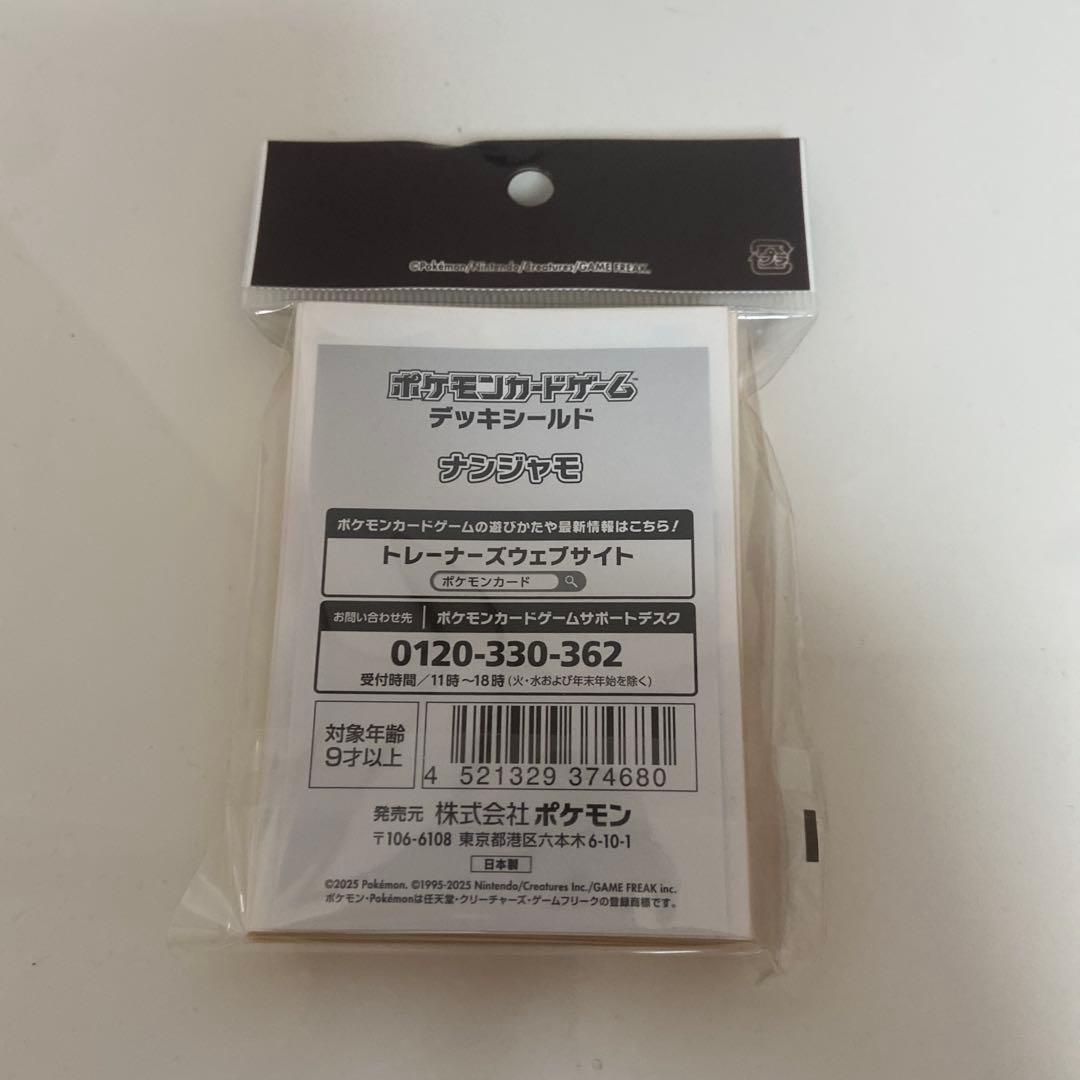 ©Pokémon/Nintendo/Creatures/GAME FREAK.
プラ
ポケモンカードゲーム
デッキシールド
ナンジャモ
ポケモンカードゲームの遊びかたや最新情報はこちら!
トレーナーズウェブサイト
ポケモンカード
お問い合わせ先 ポケモンカードゲームサポートデスク
0120-330-362
受付時間/11時~18時(火・水および年末年始を除く)
対象年齢
9才以上
4 521329 374680
発売元 株式会社ポケモン
〒106-6108 東京都港区六本木6-10-1
日本製
©2025 Pokémon. ©1995-2025 Nintendo/Creatures Inc./GAME FREAK inc.
ポケモン・Pokémonは任天堂・クリーチャーズ・ゲームフリークの登録商標です。